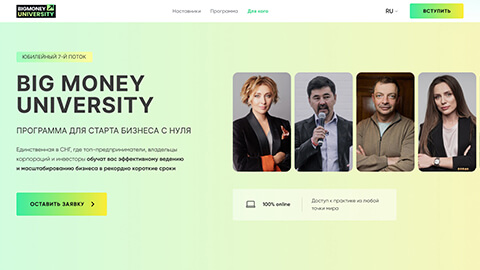 BIGMONEY
UNIVERSITY
Наставники Программа Для кого
RU
ВСТУПИТЬ
ЮБИЛЕЙНЫЙ 7-Й ПОТОК
BIG MONEY
UNIVERSITY
ПРОГРАММА ДЛЯ СТАРТА БИЗНЕСА С НУЛЯ
Единственная в СНГ, где топ-предприниматели, владельцы
корпораций и инвесторы обучат вас эффективному ведению
и масштабированию бизнеса в рекордно короткие сроки
ОСТАВИТЬ ЗАЯВКУ
100% online
Доступ к практике из любой
точки мира